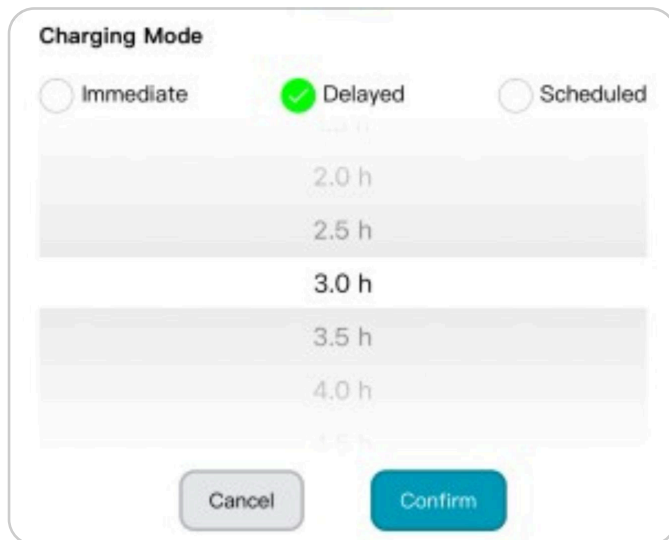 Charging Mode
Immediate Delayed Scheduled
2.0 h
2.5 h
3.0 h
3.5 h
4.0 h
Cancel Confirm